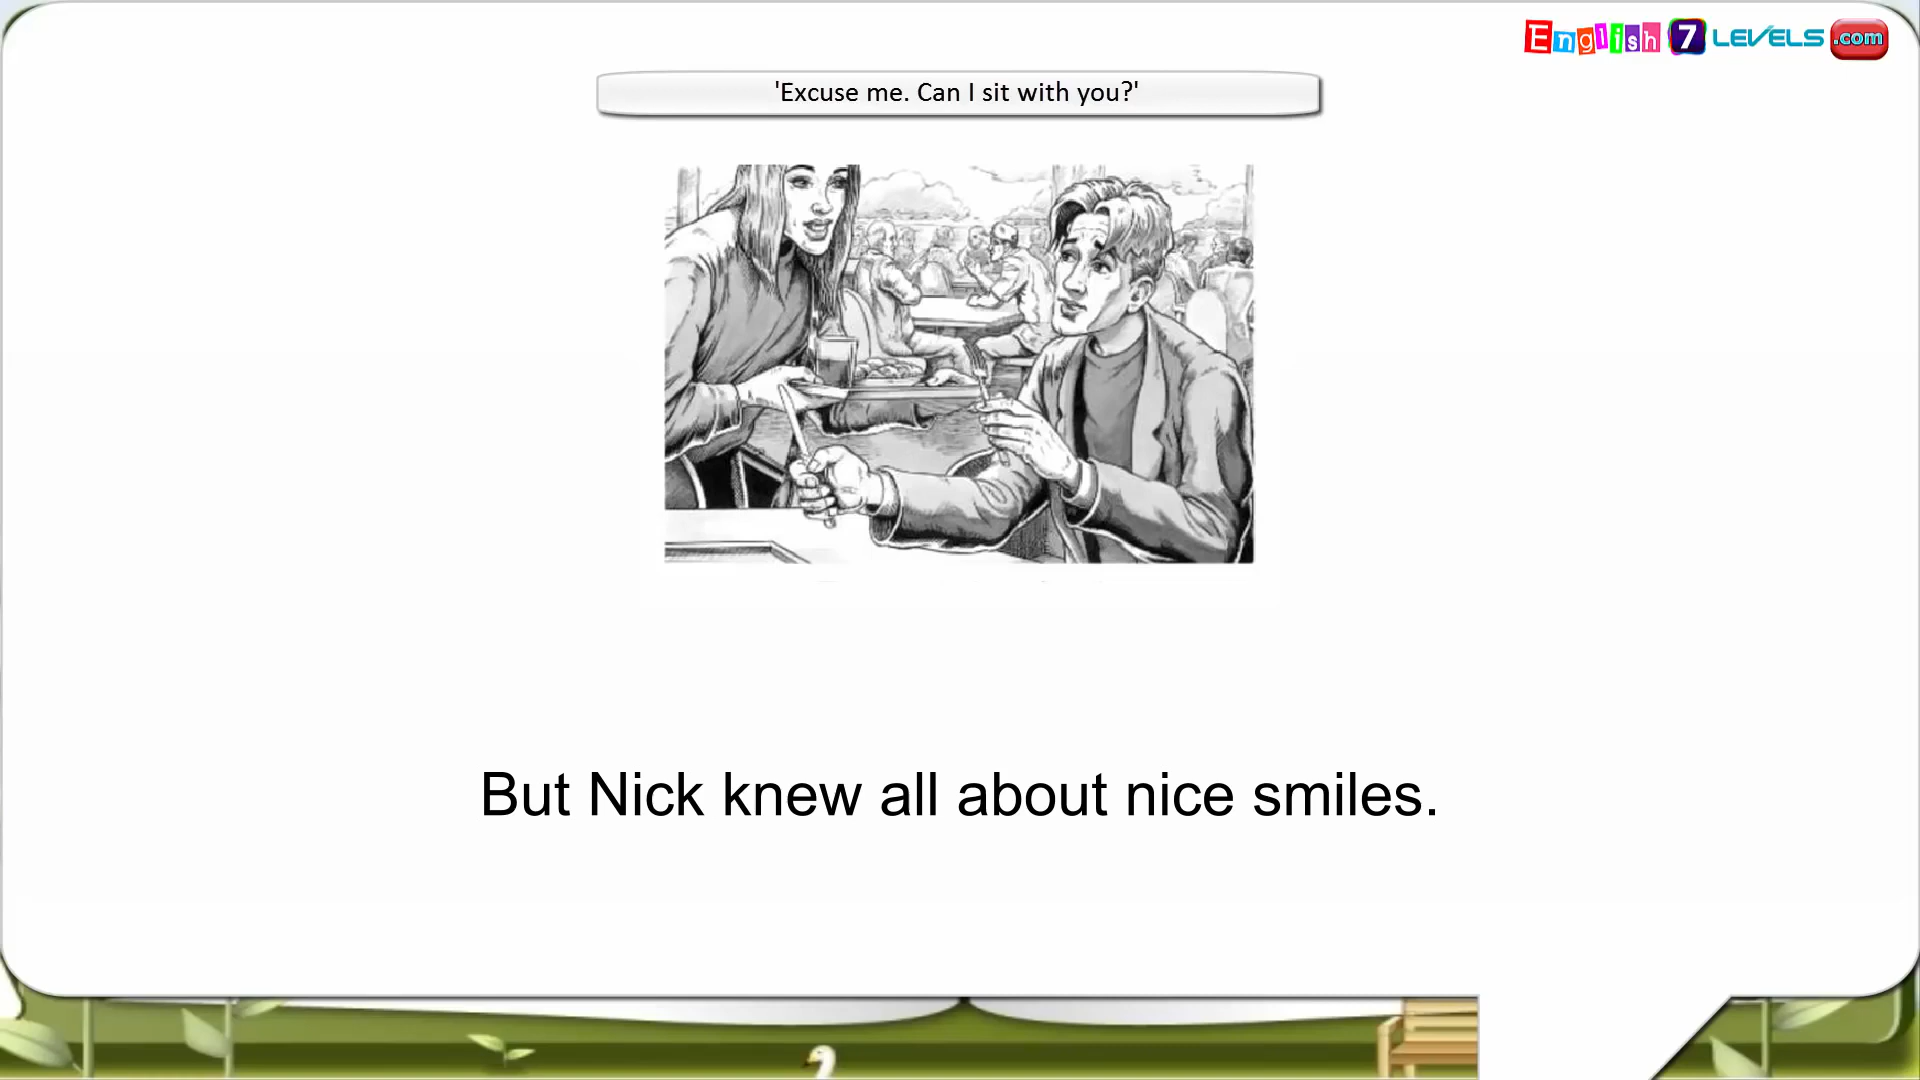 English 7 LEVELS .com
'Excuse me. Can I sit with you?'
But Nick knew all about nice smiles.